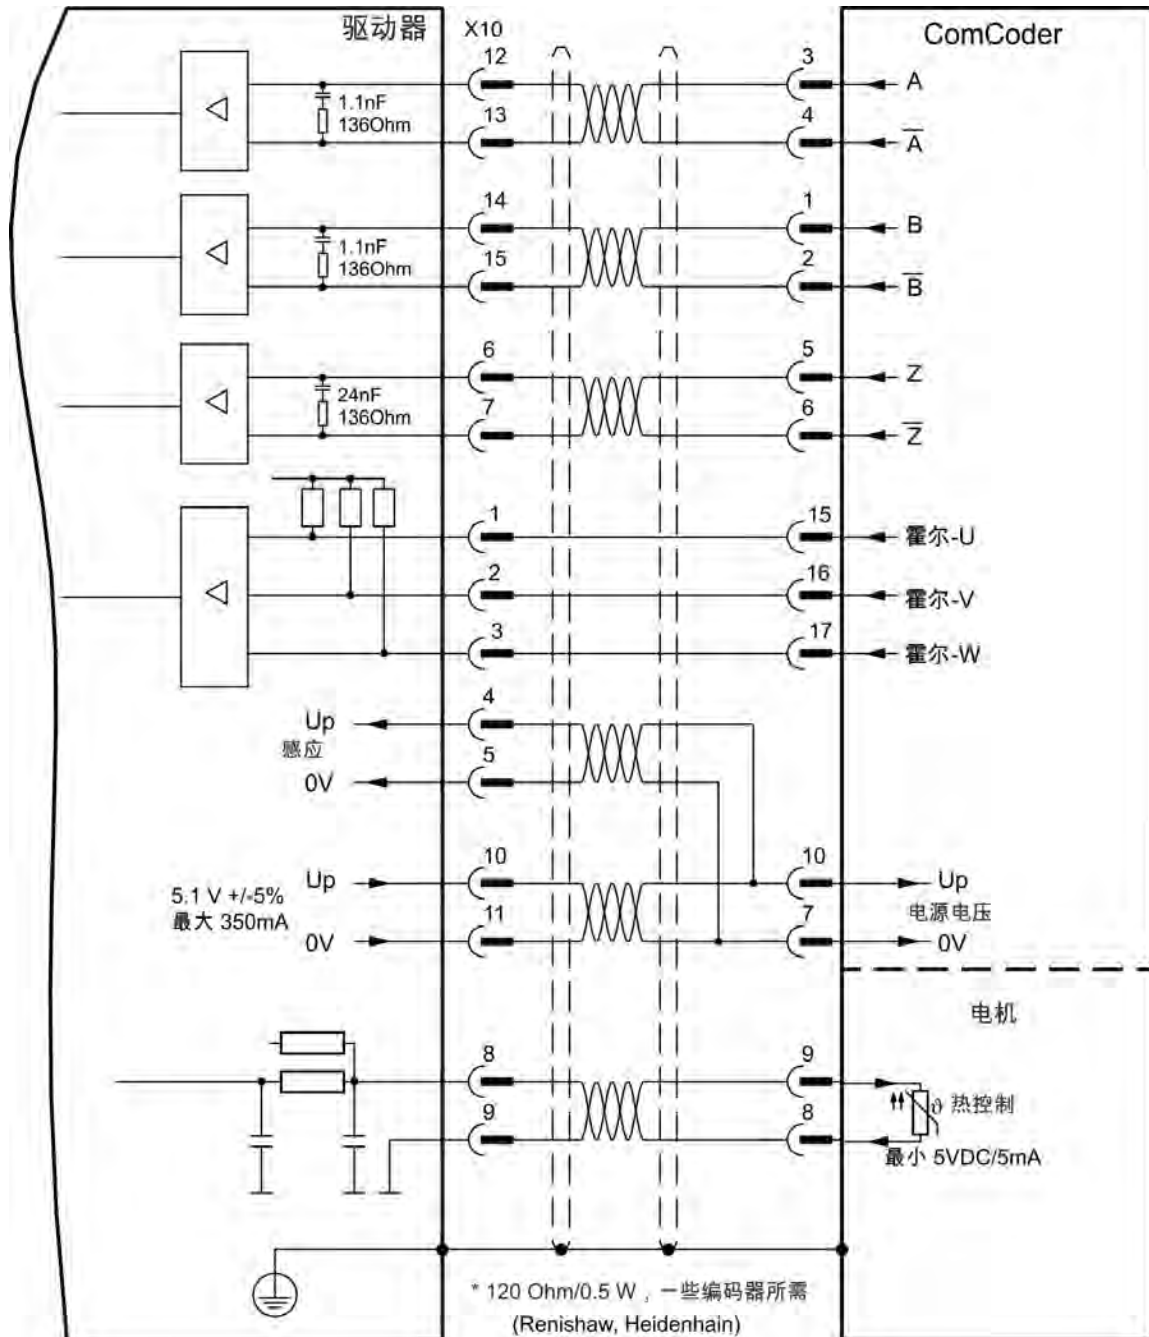 驱动器
X10
ComCoder
12
3
A
1.1nF
136Ohm
13
4
A
14
1
B
1.1nF
136Ohm
15
2
B
6
5
Z
24nF
136Ohm
7
6
Z
1
15
霍尔-U
2
16
霍尔-V
3
17
霍尔-W
4
Up
感应
5
0V
10
10
Up
Up
5.1 V +/-5%
最大 350mA
电源电压
11
7
0V
0V
电机
8
9
ϑ 热控制
9
8
最小 5VDC/5mA
* 120 Ohm/0.5 W，一些编码器所需
(Renishaw, Heidenhain)